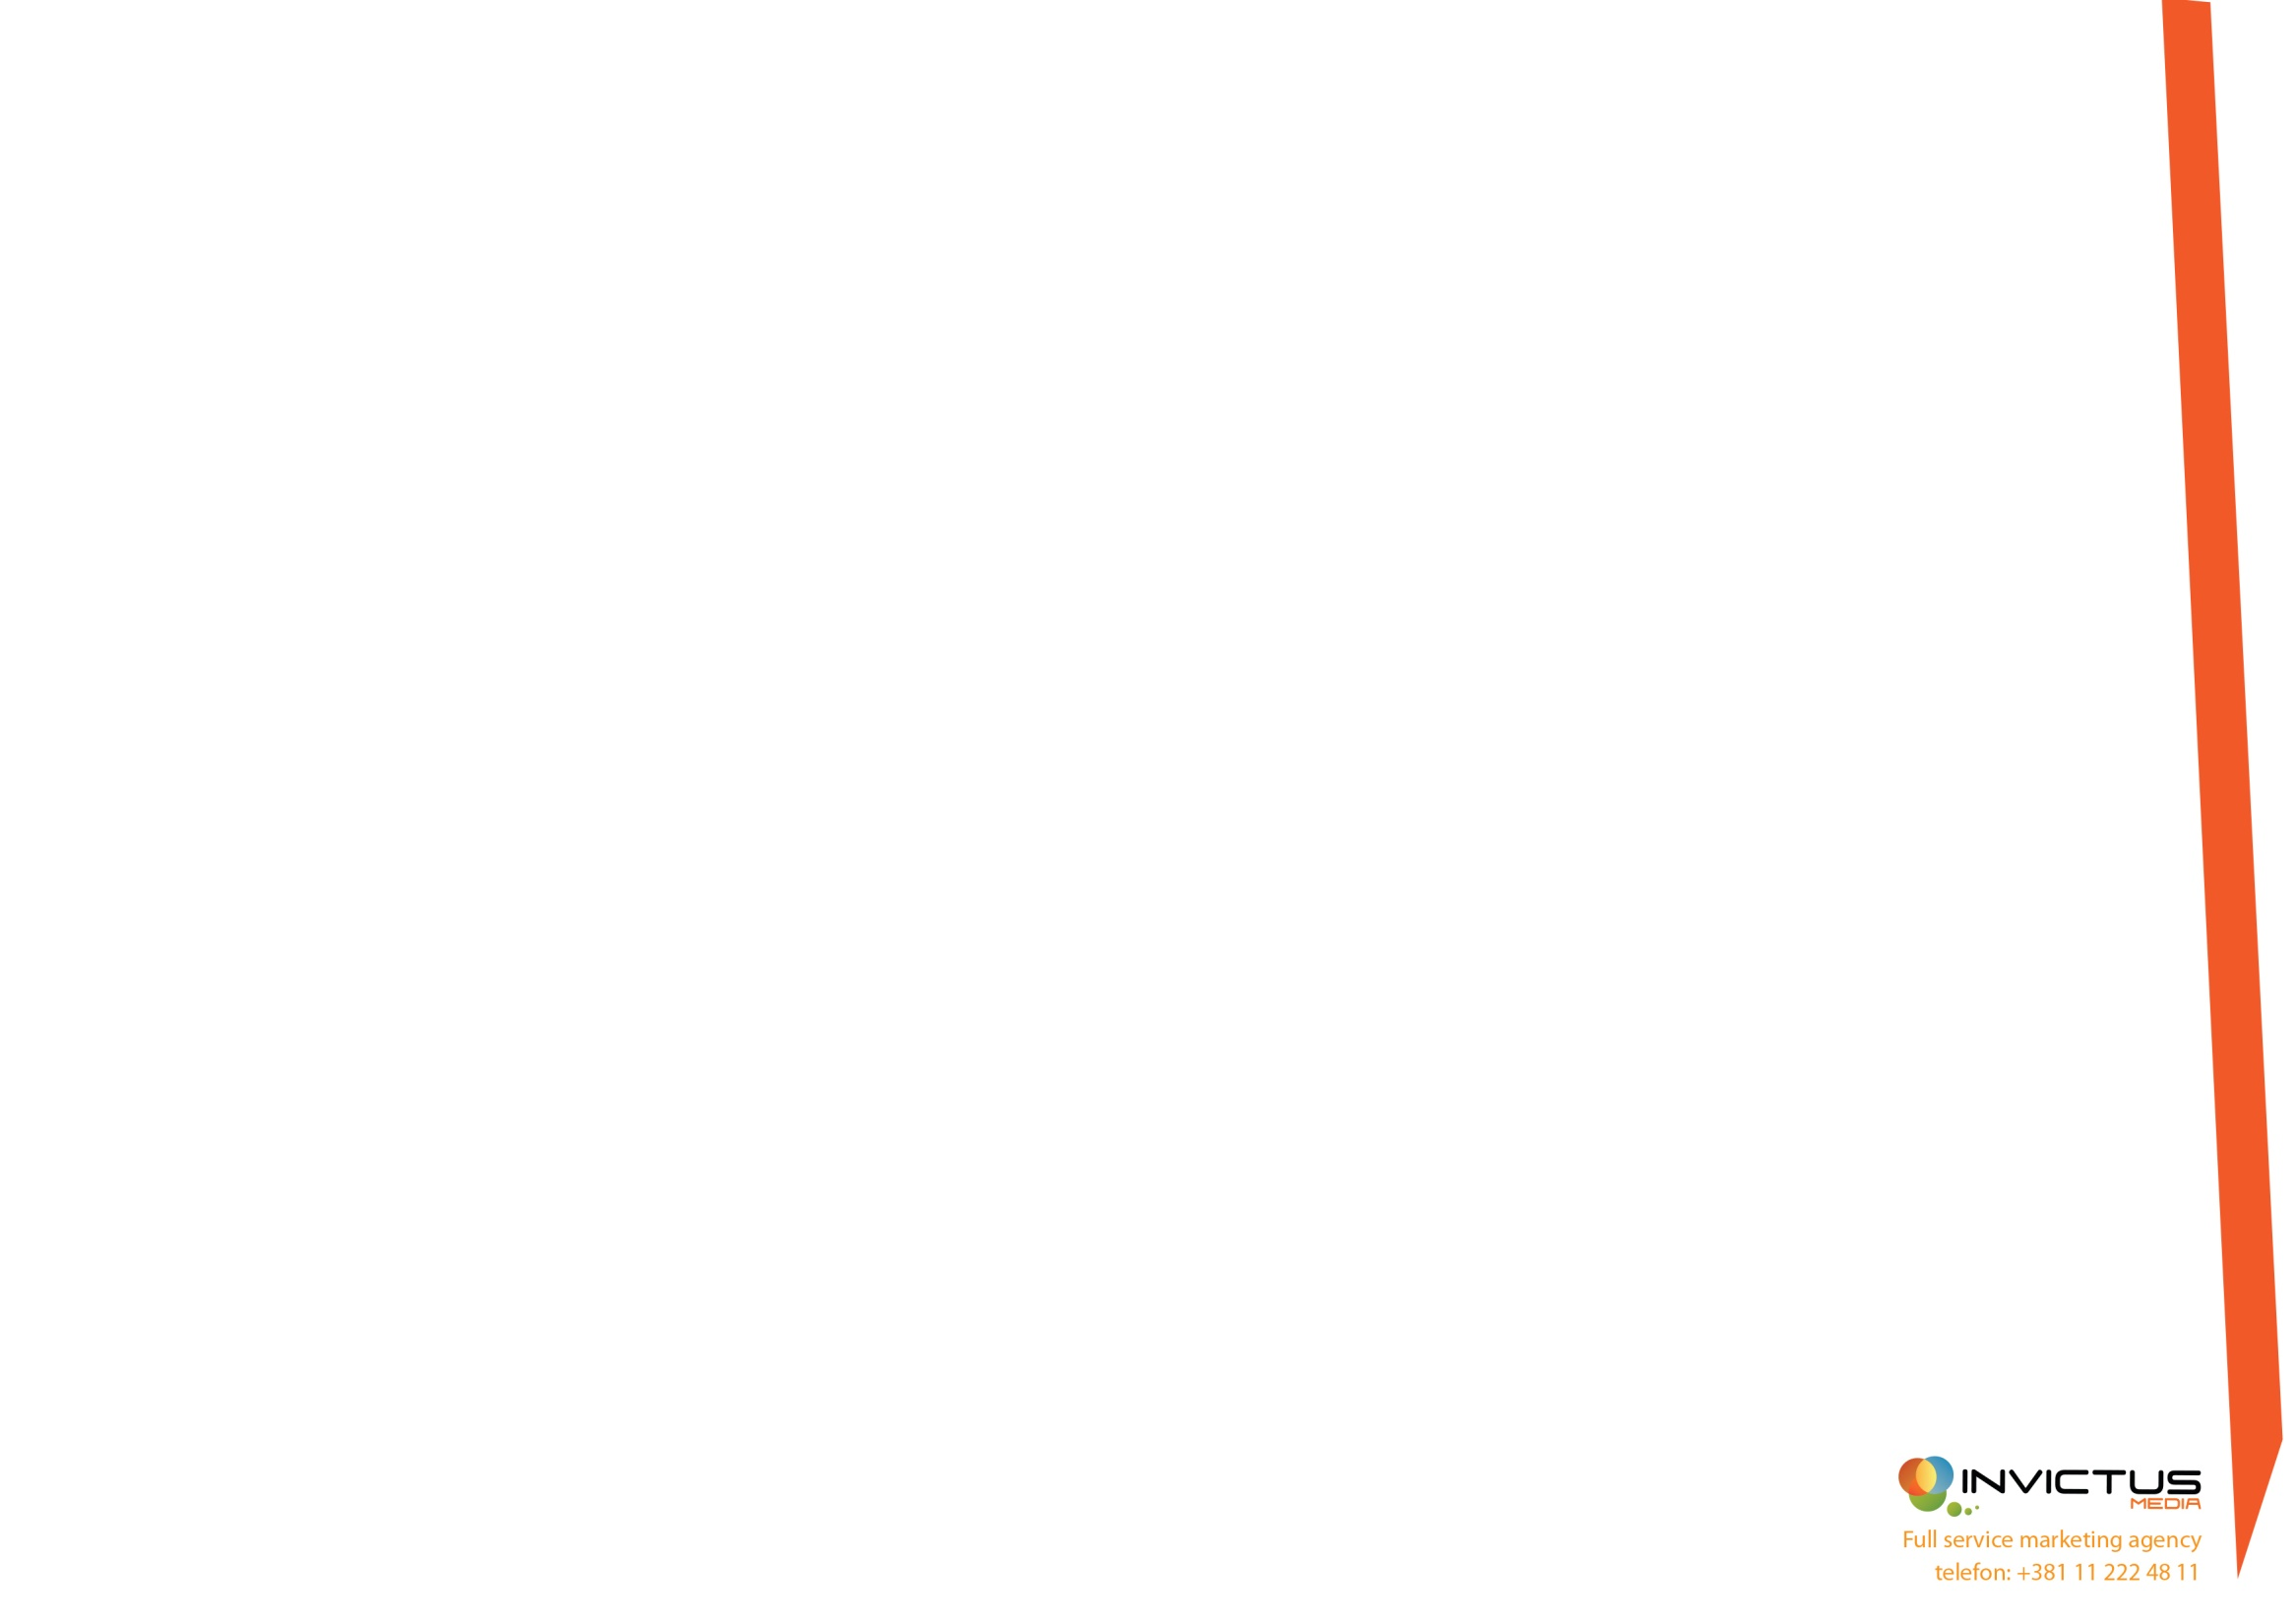 INVICTUS
MEDIA
Full service marketing agency
telefon: +381 11 222 48 11